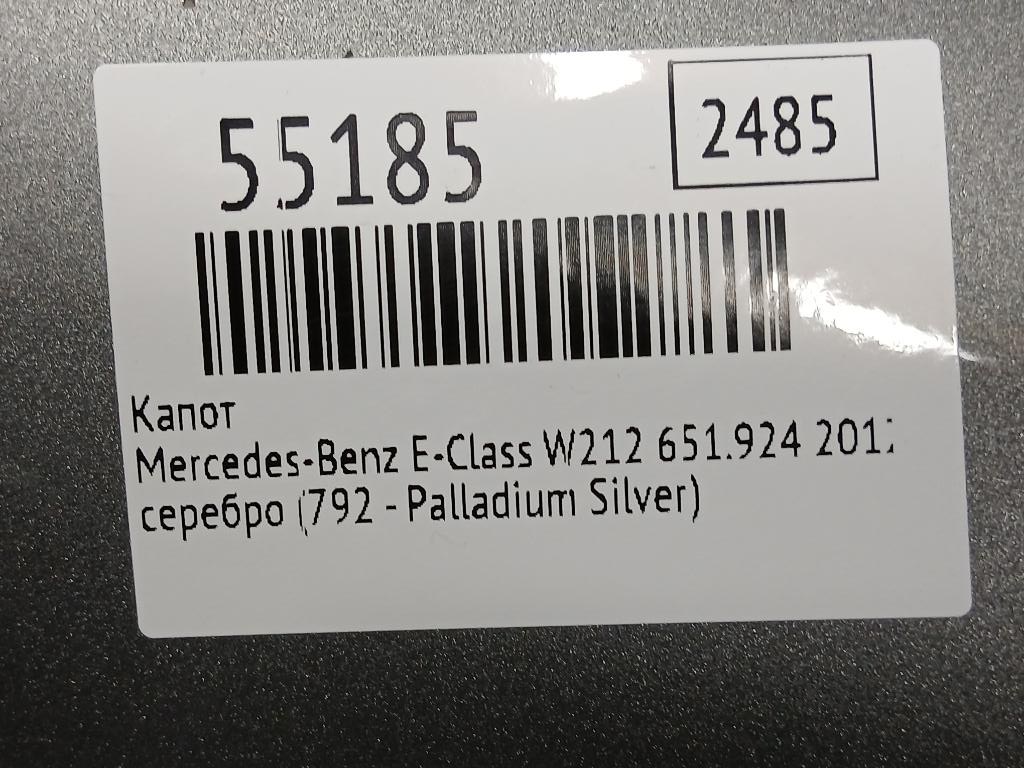 55185
2485
Капот
Mercedes-Benz E-Class W212 651.924
серебро (792 - Palladium Silver)